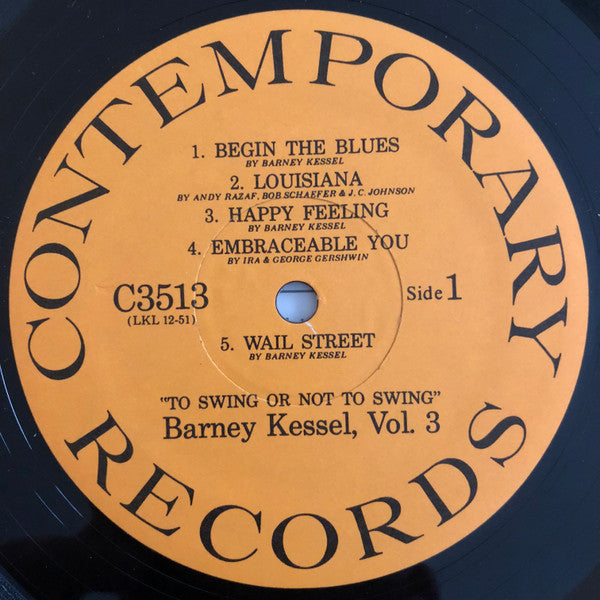 CONTEMPORARY
RECORDS
1. BEGIN THE BLUES
BY BARNEY KESSEL
2. LOUISIANA
BY ANDY RAZAF, BOB SCHAEFER & J.C. JOHNSON
3. HAPPY FEELING
BY BARNEY KESSEL
4. EMBRACEABLE YOU
BY IRA & GEORGE GERSHWIN
C3513
(LKL 12-51)
Side 1
5. WAIL STREET
BY BARNEY KESSEL
"TO SWING OR NOT TO SWING"
Barney Kessel, Vol. 3